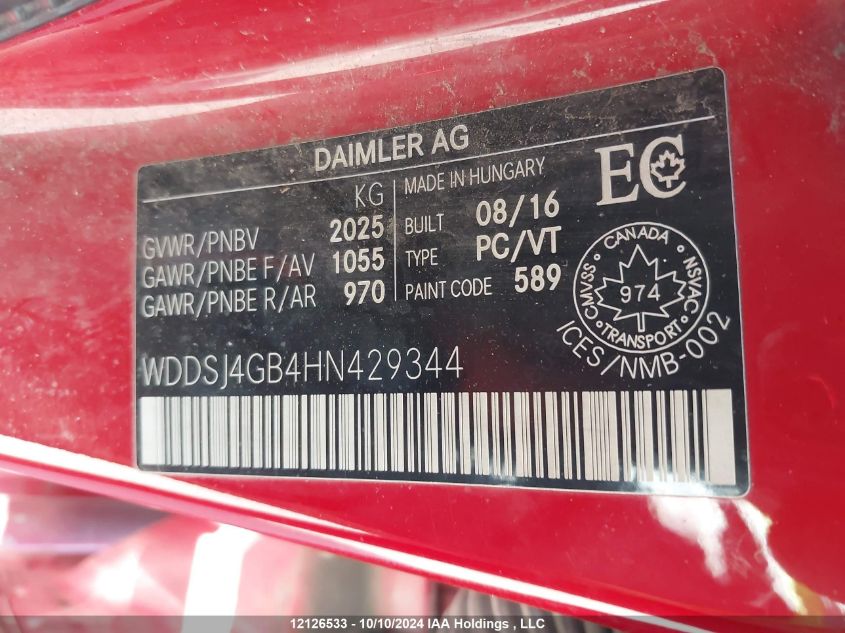 DAIMLER AG
KG
GVWR/PNBV 2025
GAWR/PNBE F/AV 1055
GAWR/PNBE R/AR 970
MADE IN HUNGARY
BUILT 08/16
TYPE PC/VT
PAINT CODE 589
EC
CANADA
CMVSS 974 NSVAC
TRANSPORT
ICES/NMB-002
WDDSJ4GB4HN429344
12126533 - 10/10/2024 IAA Holdings , LLC